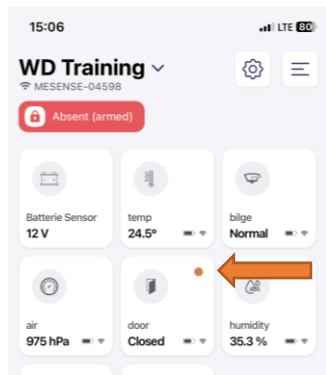 15:06 LTE 80
WD Training
MESENSE-04598
Absent (armed)
Batterie Sensor temp bilge
12 V 24.5° Normal
air door humidity
975 hPa Closed 35.3 %